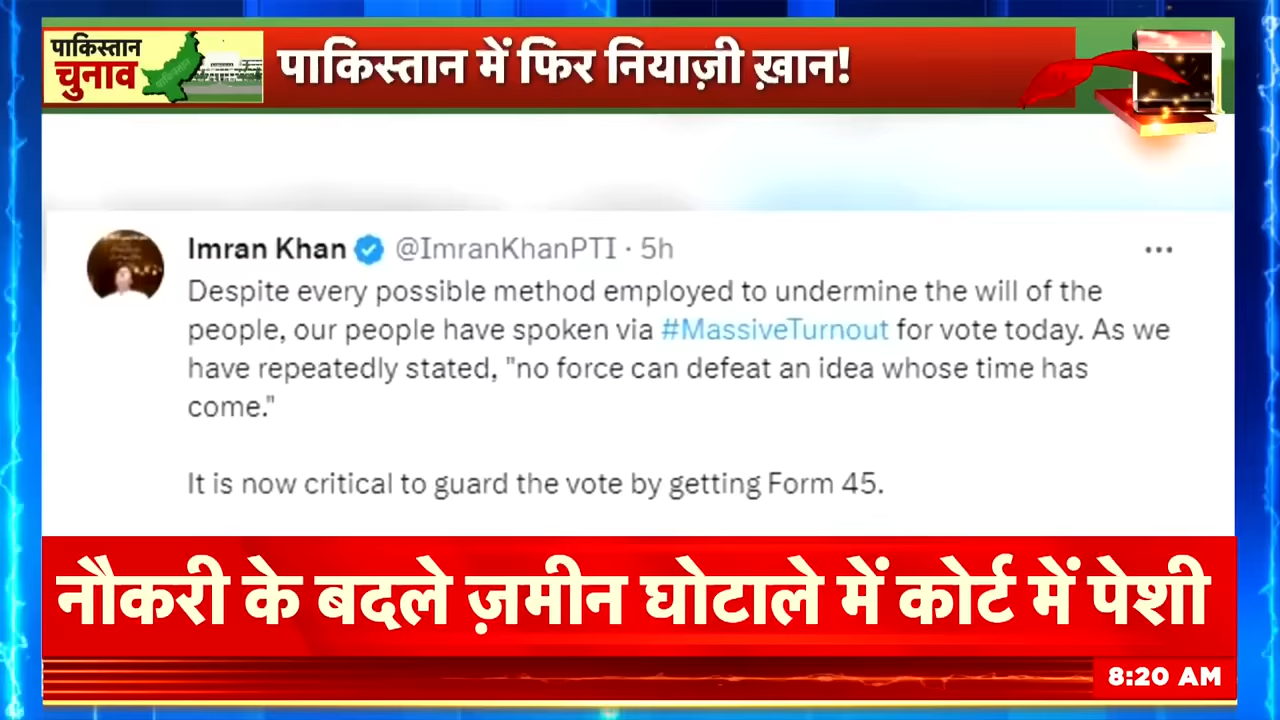 पाकिस्तान
चुनाव
पाकिस्तान में फिर नियाज़ी ख़ान!
Imran Khan @ImranKhanPTI · 5h
Despite every possible method employed to undermine the will of the
people, our people have spoken via #MassiveTurnout for vote today. As we
have repeatedly stated, "no force can defeat an idea whose time has
come."
It is now critical to guard the vote by getting Form 45.
नौकरी के बदले ज़मीन घोटाले में कोर्ट में पेशी
8:20 AM